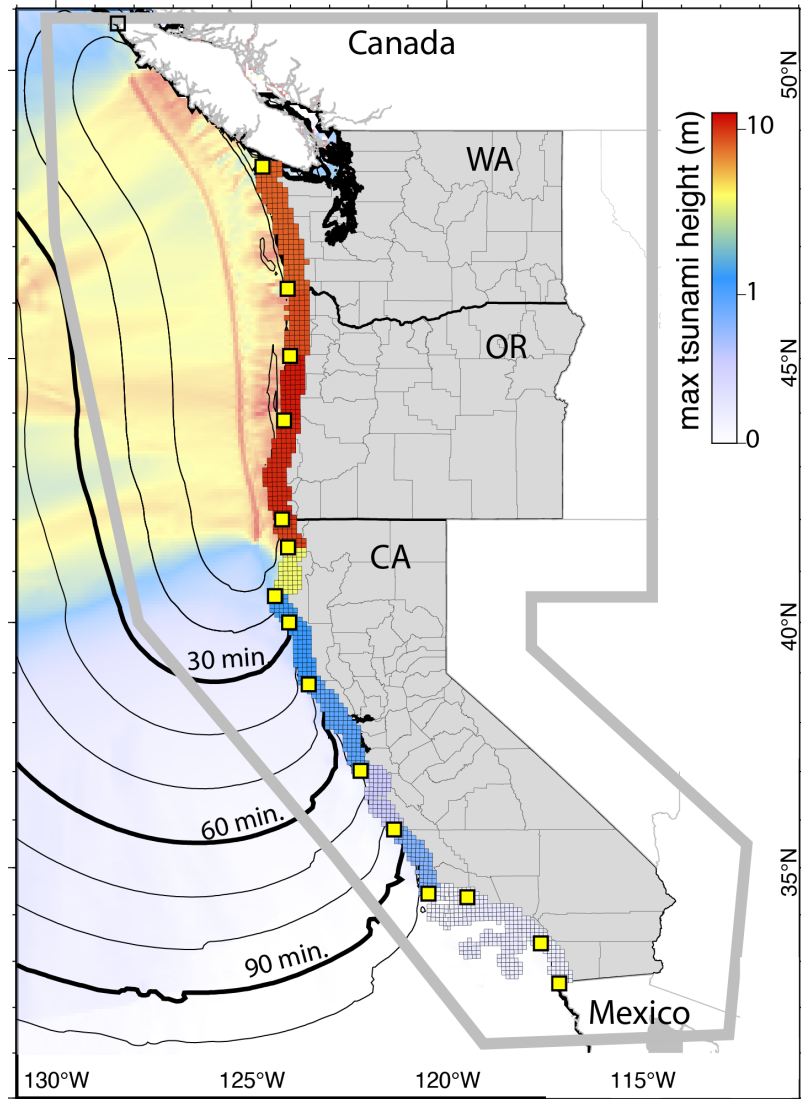 Canada
50°N
WA
max tsunami height (m)
10
1
0
OR
45°N
CA
40°N
30 min.
60 min.
35°N
90 min.
Mexico
130°W
125°W
120°W
115°W